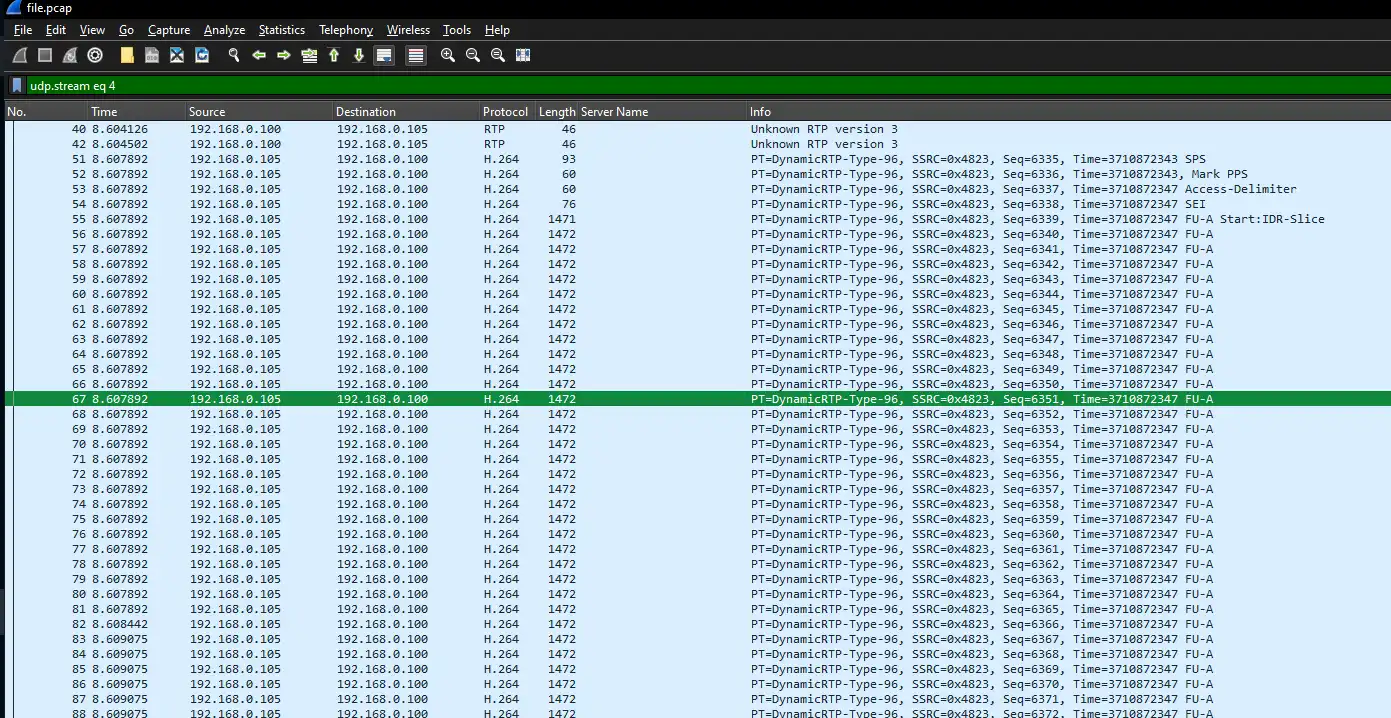 file.pcap
File Edit View Go Capture Analyze Statistics Telephony Wireless Tools Help
udp.stream eq 4
No. Time Source Destination Protocol Length Server Name Info
40 8.604126 192.168.0.100 192.168.0.105 RTP 46 Unknown RTP version 3
42 8.604502 192.168.0.100 192.168.0.105 RTP 46 Unknown RTP version 3
51 8.607892 192.168.0.105 192.168.0.100 H.264 93 PT=DynamicRTP-Type-96, SSRC=0x4823, Seq=6335, Time=3710872343 SPS
52 8.607892 192.168.0.105 192.168.0.100 H.264 60 PT=DynamicRTP-Type-96, SSRC=0x4823, Seq=6336, Time=3710872343, Mark PPS
53 8.607892 192.168.0.105 192.168.0.100 H.264 60 PT=DynamicRTP-Type-96, SSRC=0x4823, Seq=6337, Time=3710872347 Access-Delimiter
54 8.607892 192.168.0.105 192.168.0.100 H.264 76 PT=DynamicRTP-Type-96, SSRC=0x4823, Seq=6338, Time=3710872347 SEI
55 8.607892 192.168.0.105 192.168.0.100 H.264 1471 PT=DynamicRTP-Type-96, SSRC=0x4823, Seq=6339, Time=3710872347 FU-A Start:IDR-Slice
56 8.607892 192.168.0.105 192.168.0.100 H.264 1472 PT=DynamicRTP-Type-96, SSRC=0x4823, Seq=6340, Time=3710872347 FU-A
57 8.607892 192.168.0.105 192.168.0.100 H.264 1472 PT=DynamicRTP-Type-96, SSRC=0x4823, Seq=6341, Time=3710872347 FU-A
58 8.607892 192.168.0.105 192.168.0.100 H.264 1472 PT=DynamicRTP-Type-96, SSRC=0x4823, Seq=6342, Time=3710872347 FU-A
59 8.607892 192.168.0.105 192.168.0.100 H.264 1472 PT=DynamicRTP-Type-96, SSRC=0x4823, Seq=6343, Time=3710872347 FU-A
60 8.607892 192.168.0.105 192.168.0.100 H.264 1472 PT=DynamicRTP-Type-96, SSRC=0x4823, Seq=6344, Time=3710872347 FU-A
61 8.607892 192.168.0.105 192.168.0.100 H.264 1472 PT=DynamicRTP-Type-96, SSRC=0x4823, Seq=6345, Time=3710872347 FU-A
62 8.607892 192.168.0.105 192.168.0.100 H.264 1472 PT=DynamicRTP-Type-96, SSRC=0x4823, Seq=6346, Time=3710872347 FU-A
63 8.607892 192.168.0.105 192.168.0.100 H.264 1472 PT=DynamicRTP-Type-96, SSRC=0x4823, Seq=6347, Time=3710872347 FU-A
64 8.607892 192.168.0.105 192.168.0.100 H.264 1472 PT=DynamicRTP-Type-96, SSRC=0x4823, Seq=6348, Time=3710872347 FU-A
65 8.607892 192.168.0.105 192.168.0.100 H.264 1472 PT=DynamicRTP-Type-96, SSRC=0x4823, Seq=6349, Time=3710872347 FU-A
66 8.607892 192.168.0.105 192.168.0.100 H.264 1472 PT=DynamicRTP-Type-96, SSRC=0x4823, Seq=6350, Time=3710872347 FU-A
67 8.607892 192.168.0.105 192.168.0.100 H.264 1472 PT=DynamicRTP-Type-96, SSRC=0x4823, Seq=6351, Time=3710872347 FU-A
68 8.607892 192.168.0.105 192.168.0.100 H.264 1472 PT=DynamicRTP-Type-96, SSRC=0x4823, Seq=6352, Time=3710872347 FU-A
69 8.607892 192.168.0.105 192.168.0.100 H.264 1472 PT=DynamicRTP-Type-96, SSRC=0x4823, Seq=6353, Time=3710872347 FU-A
70 8.607892 192.168.0.105 192.168.0.100 H.264 1472 PT=DynamicRTP-Type-96, SSRC=0x4823, Seq=6354, Time=3710872347 FU-A
71 8.607892 192.168.0.105 192.168.0.100 H.264 1472 PT=DynamicRTP-Type-96, SSRC=0x4823, Seq=6355, Time=3710872347 FU-A
72 8.607892 192.168.0.105 192.168.0.100 H.264 1472 PT=DynamicRTP-Type-96, SSRC=0x4823, Seq=6356, Time=3710872347 FU-A
73 8.607892 192.168.0.105 192.168.0.100 H.264 1472 PT=DynamicRTP-Type-96, SSRC=0x4823, Seq=6357, Time=3710872347 FU-A
74 8.607892 192.168.0.105 192.168.0.100 H.264 1472 PT=DynamicRTP-Type-96, SSRC=0x4823, Seq=6358, Time=3710872347 FU-A
75 8.607892 192.168.0.105 192.168.0.100 H.264 1472 PT=DynamicRTP-Type-96, SSRC=0x4823, Seq=6359, Time=3710872347 FU-A
76 8.607892 192.168.0.105 192.168.0.100 H.264 1472 PT=DynamicRTP-Type-96, SSRC=0x4823, Seq=6360, Time=3710872347 FU-A
77 8.607892 192.168.0.105 192.168.0.100 H.264 1472 PT=DynamicRTP-Type-96, SSRC=0x4823, Seq=6361, Time=3710872347 FU-A
78 8.607892 192.168.0.105 192.168.0.100 H.264 1472 PT=DynamicRTP-Type-96, SSRC=0x4823, Seq=6362, Time=3710872347 FU-A
79 8.607892 192.168.0.105 192.168.0.100 H.264 1472 PT=DynamicRTP-Type-96, SSRC=0x4823, Seq=6363, Time=3710872347 FU-A
80 8.607892 192.168.0.105 192.168.0.100 H.264 1472 PT=DynamicRTP-Type-96, SSRC=0x4823, Seq=6364, Time=3710872347 FU-A
81 8.607892 192.168.0.105 192.168.0.100 H.264 1472 PT=DynamicRTP-Type-96, SSRC=0x4823, Seq=6365, Time=3710872347 FU-A
82 8.608442 192.168.0.105 192.168.0.100 H.264 1472 PT=DynamicRTP-Type-96, SSRC=0x4823, Seq=6366, Time=3710872347 FU-A
83 8.609075 192.168.0.105 192.168.0.100 H.264 1472 PT=DynamicRTP-Type-96, SSRC=0x4823, Seq=6367, Time=3710872347 FU-A
84 8.609075 192.168.0.105 192.168.0.100 H.264 1472 PT=DynamicRTP-Type-96, SSRC=0x4823, Seq=6368, Time=3710872347 FU-A
85 8.609075 192.168.0.105 192.168.0.100 H.264 1472 PT=DynamicRTP-Type-96, SSRC=0x4823, Seq=6369, Time=3710872347 FU-A
86 8.609075 192.168.0.105 192.168.0.100 H.264 1472 PT=DynamicRTP-Type-96, SSRC=0x4823, Seq=6370, Time=3710872347 FU-A
87 8.609075 192.168.0.105 192.168.0.100 H.264 1472 PT=DynamicRTP-Type-96, SSRC=0x4823, Seq=6371, Time=3710872347 FU-A
88 8.609075 192.168.0.105 192.168.0.100 H.264 1472 PT=DynamicRTP-Type-96, SSRC=0x4823, Seq=6372, Time=3710872347 FU-A